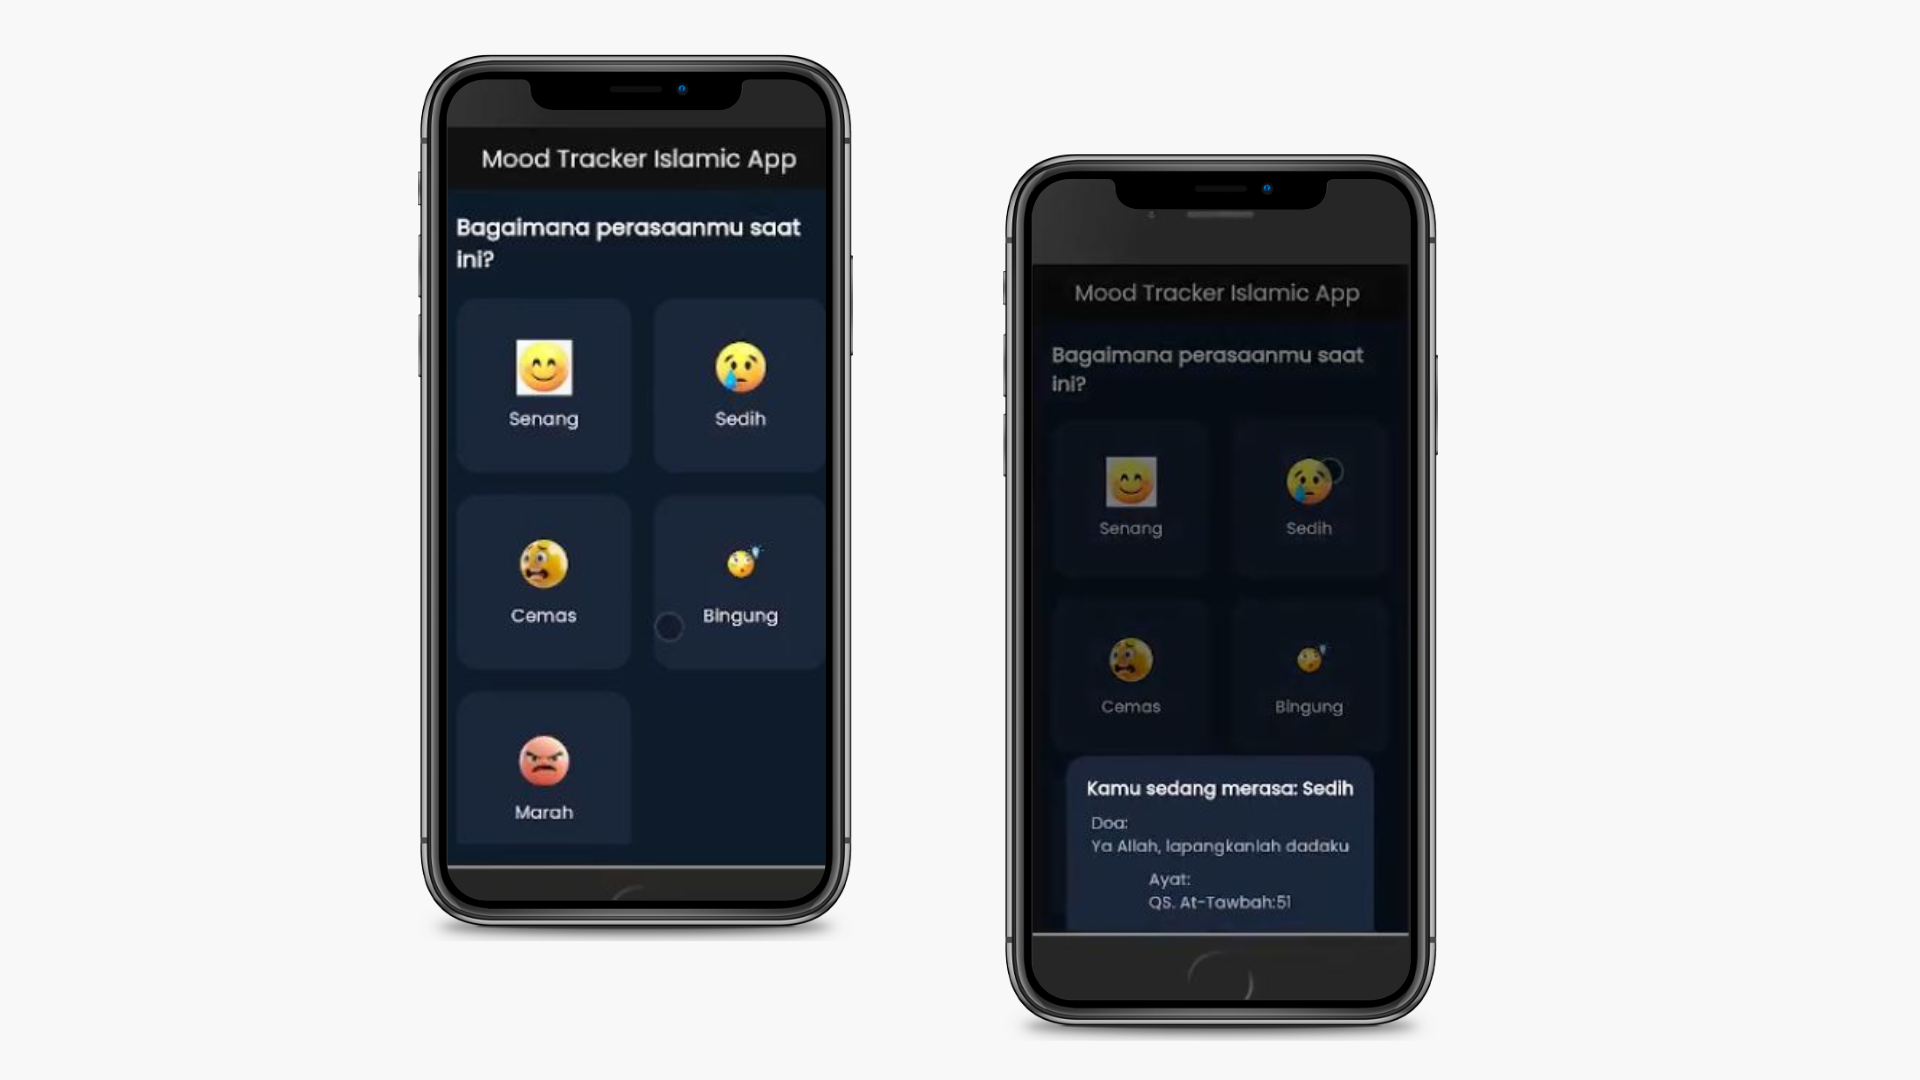 Mood Tracker Islamic App
Bagaimana perasaanmu saat
ini?
Senang
Sedih
Cemas
Bingung
Marah
Mood Tracker Islamic App
Bagaimana perasaanmu saat
ini?
Senang
Sedih
Cemas
Bingung
Kamu sedang merasa: Sedih
Doa:
Ya Allah, lapangkanlah dadaku
Ayat:
QS. At-Tawbah:51